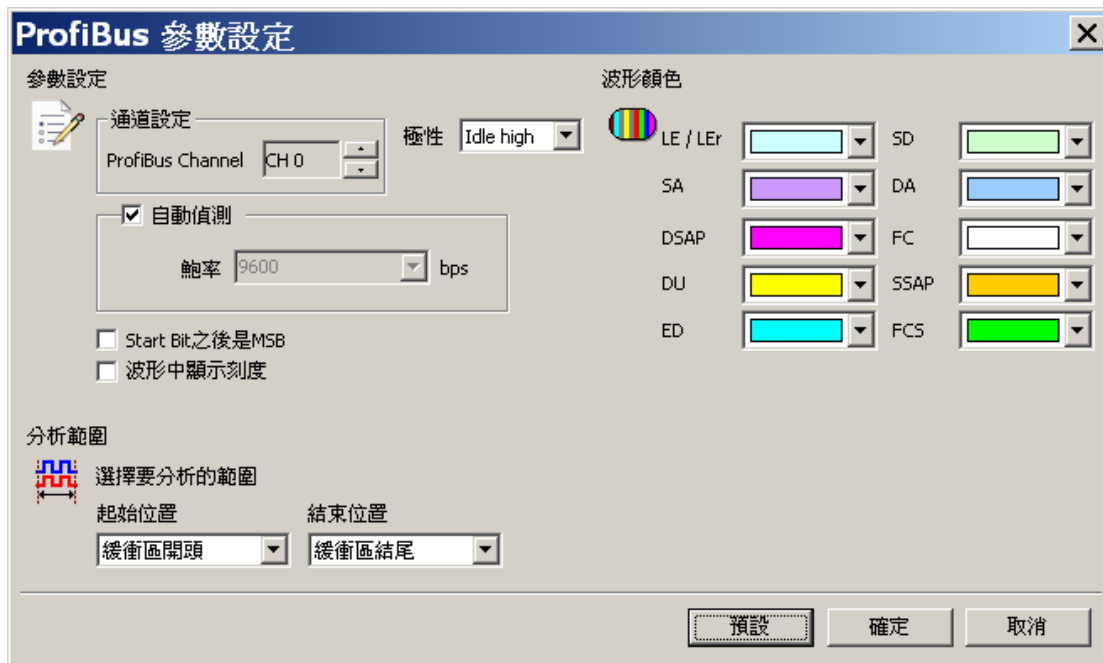 ProfiBus 參數設定
參數設定
通道設定
ProfiBus Channel CH 0
極性 Idle high
自動偵測
鮑率 9600 bps
Start Bit之後是MSB
波形中顯示刻度
波形顏色
LE / LEr SD
SA DA
DSAP FC
DU SSAP
ED FCS
分析範圍
選擇要分析的範圍
起始位置 結束位置
緩衝區開頭 緩衝區結尾
預設 確定 取消